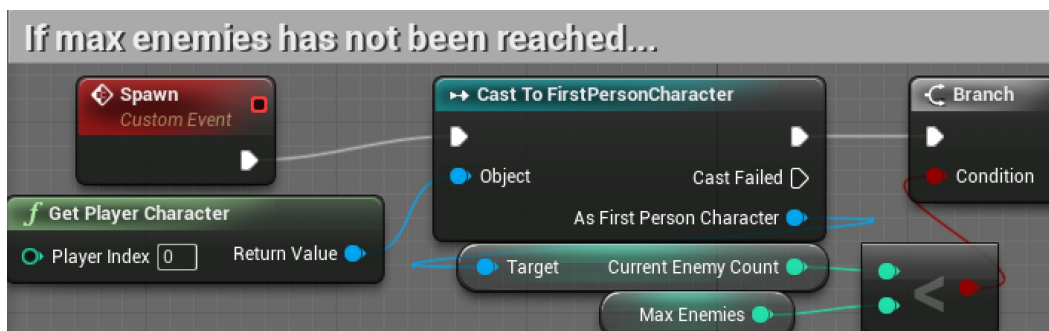 If max enemies has not been reached...
Spawn
Custom Event
Cast To FirstPersonCharacter
Branch
Object
Cast Failed
Condition
As First Person Character
f Get Player Character
Player Index 0
Return Value
Target
Current Enemy Count
Max Enemies
<